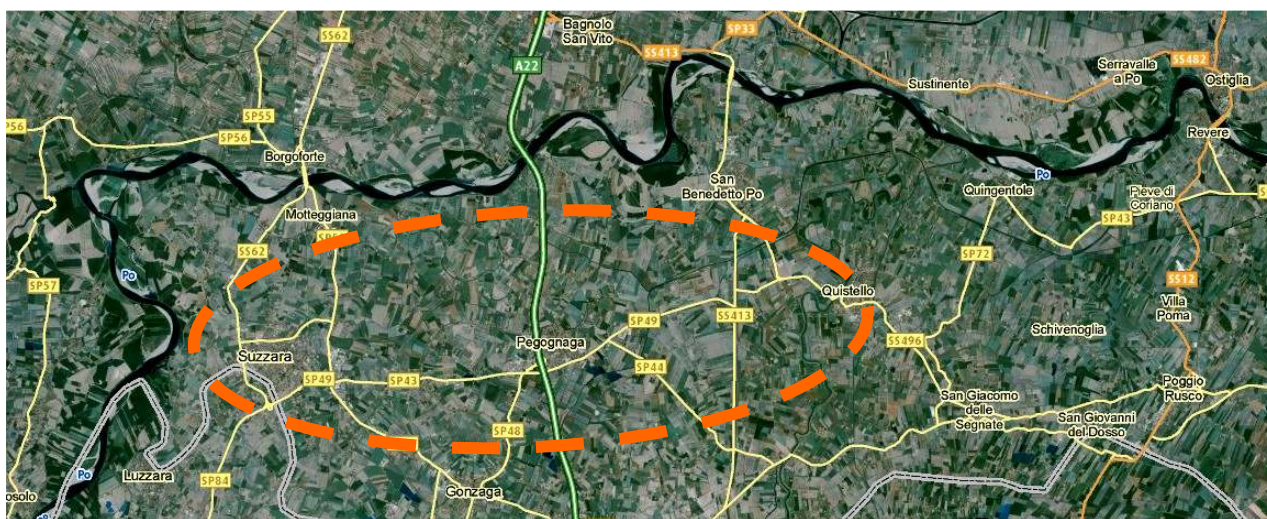 Bagnolo
San Vito
SS62
SP33
SS413
A22
SS482
Serravalle
a Po
Ostiglia
Sustinente
SP55
SP56
SP56
Revere
Borgoforte
San
Benedetto Po
Po
Quingentole
Pieve di
Coriano
Motteggiana
SP43
SS62
SP72
Po
SS12
SP57
Quistello
Villa
Poma
SS413
SP49
Schivenoglia
Pegognaga
SS496
Suzzara
SP44
SP49
SP43
Poggio
Rusco
San Giacomo
delle
Segnate
San Giovanni
del Dosso
SP48
Luzzara
Po
SP84
Gonzaga